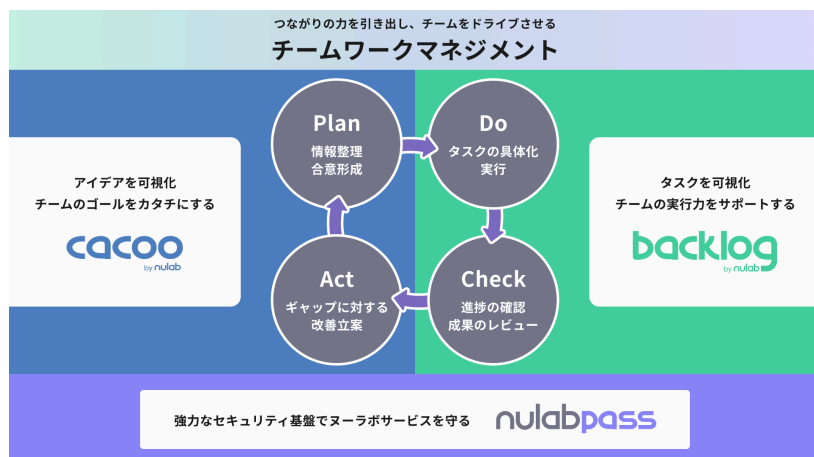 つながりの力を引き出し、チームをドライブさせる
チームワークマネジメント
Plan
情報整理
合意形成
Do
タスクの具体化
実行
アイデアを可視化
チームのゴールをカタチにする
cacoo
by nulab
タスクを可視化
チームの実行力をサポートする
backlog
by nulab
Act
ギャップに対する
改善立案
Check
進捗の確認
成果のレビュー
強力なセキュリティ基盤でヌーラボサービスを守る
nulabpass